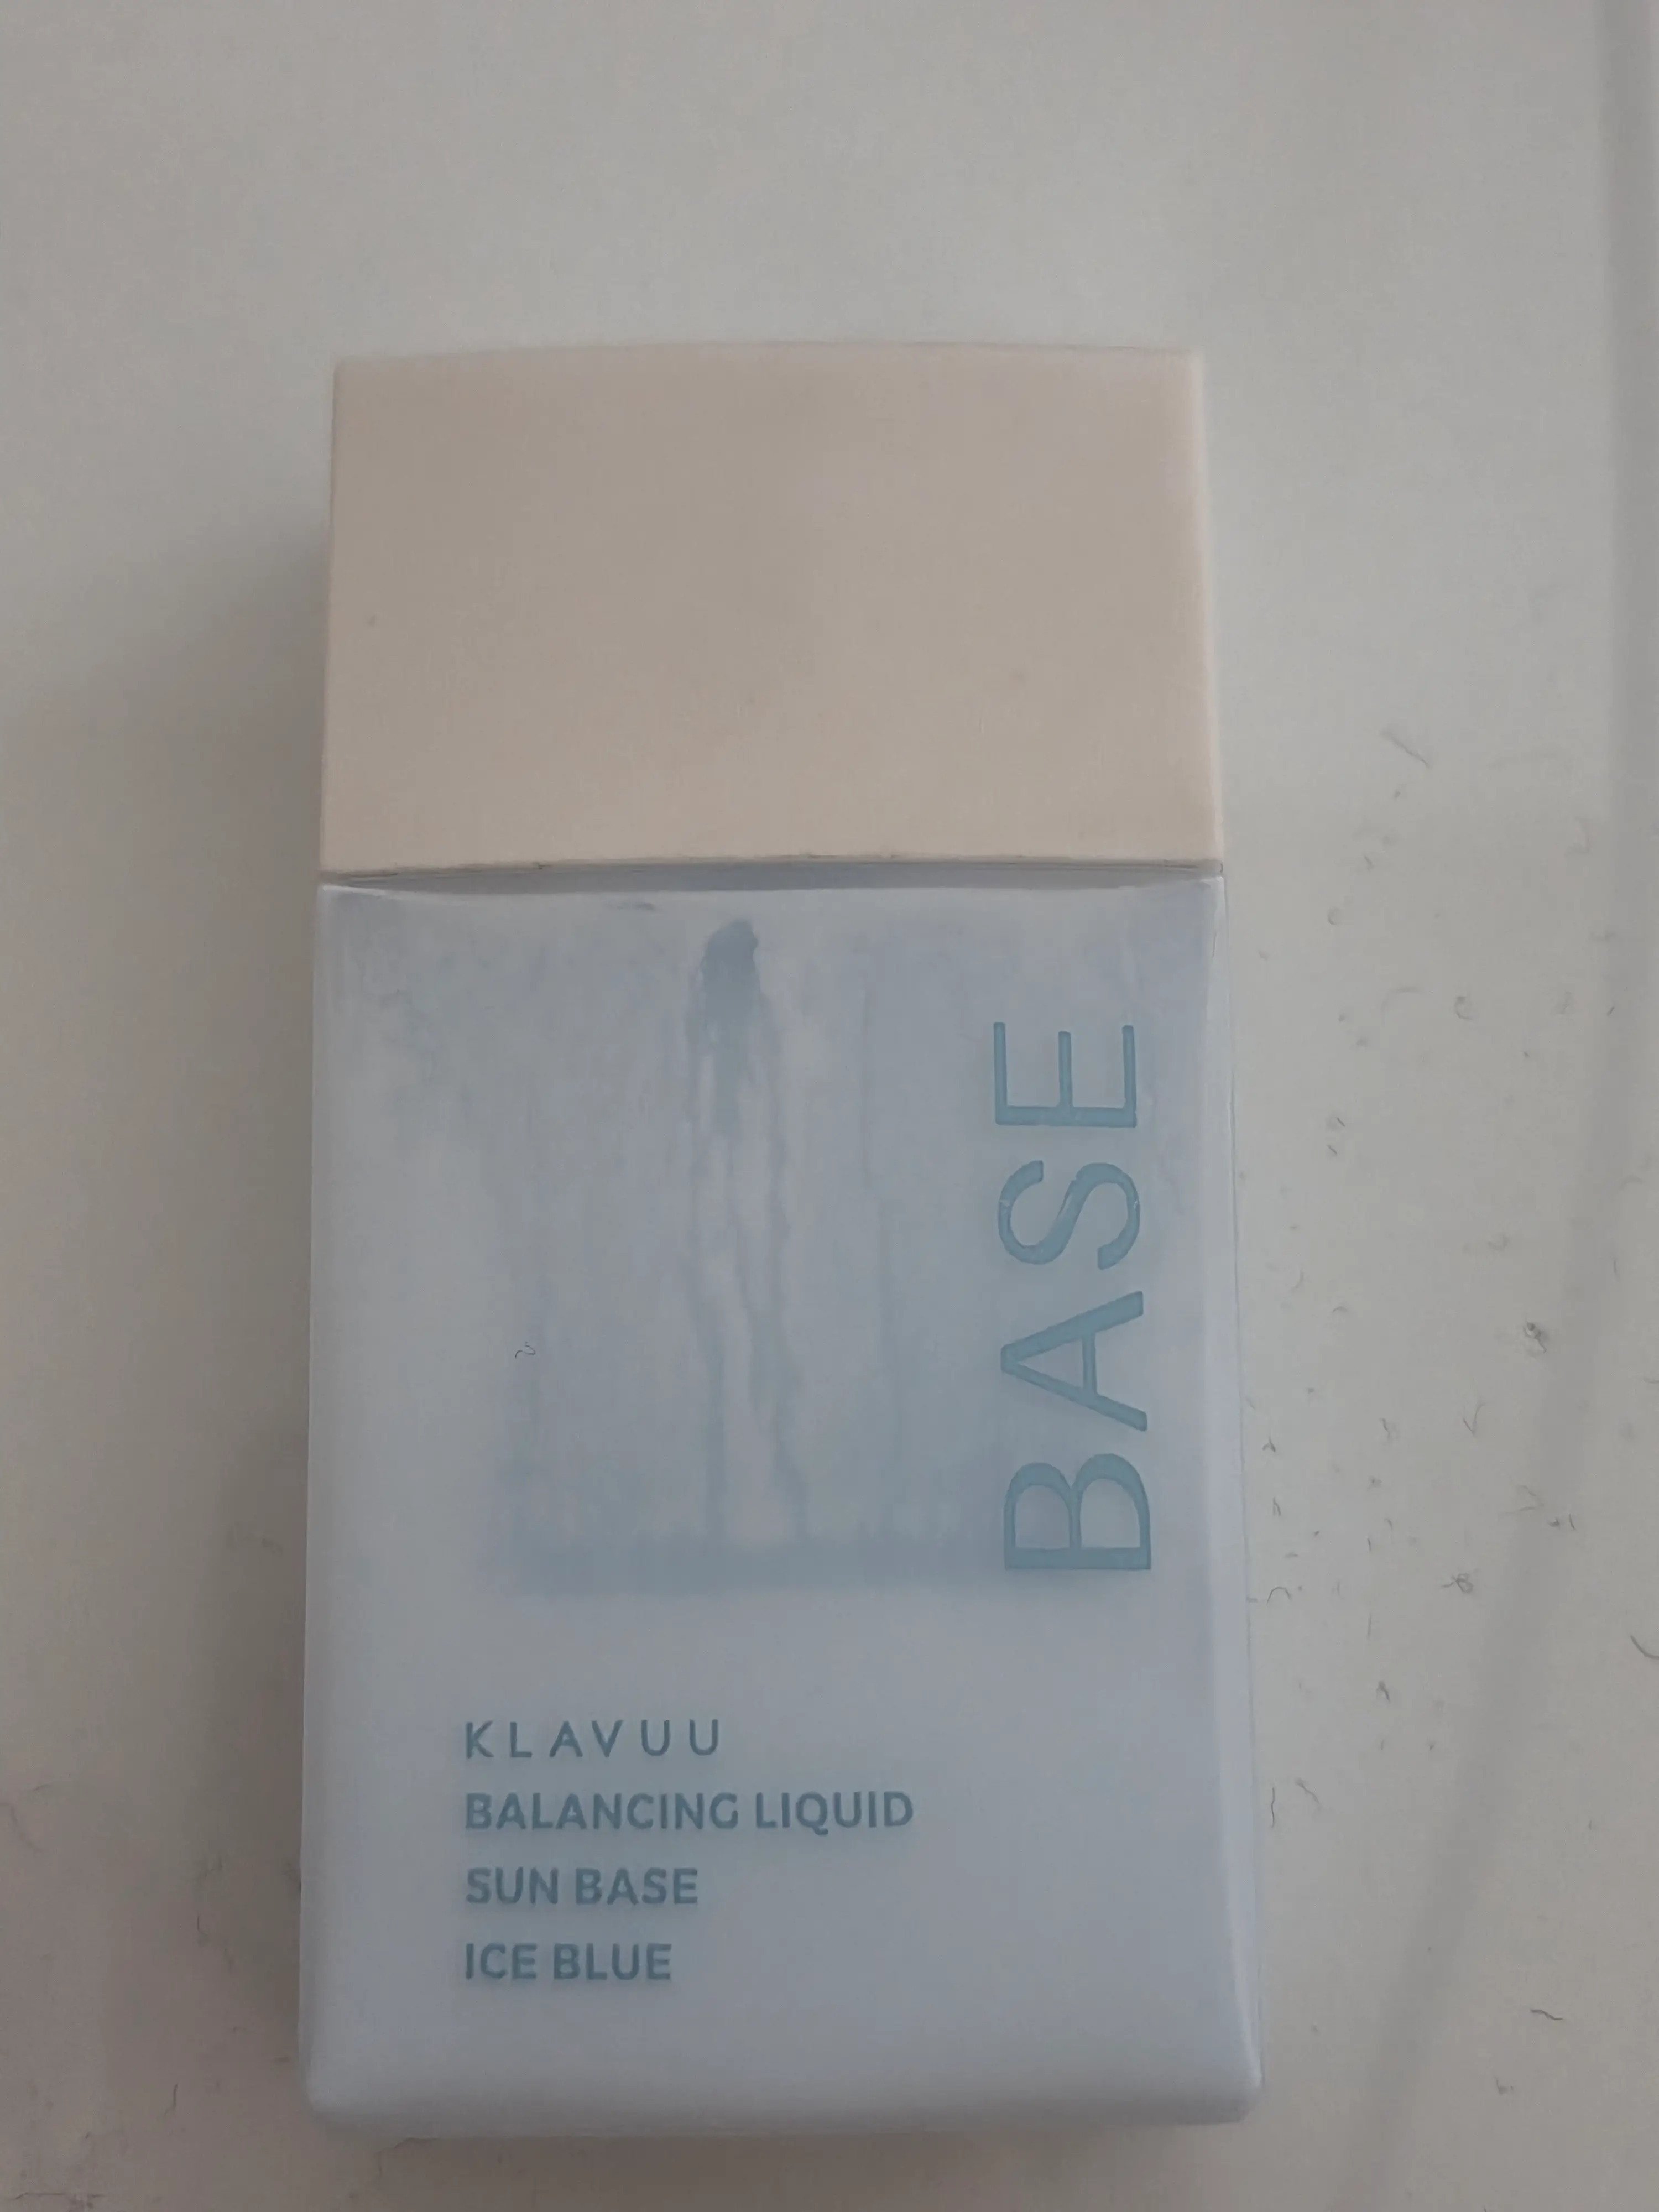 BASE
KLAVUU
BALANCING LIQUID
SUN BASE
ICE BLUE